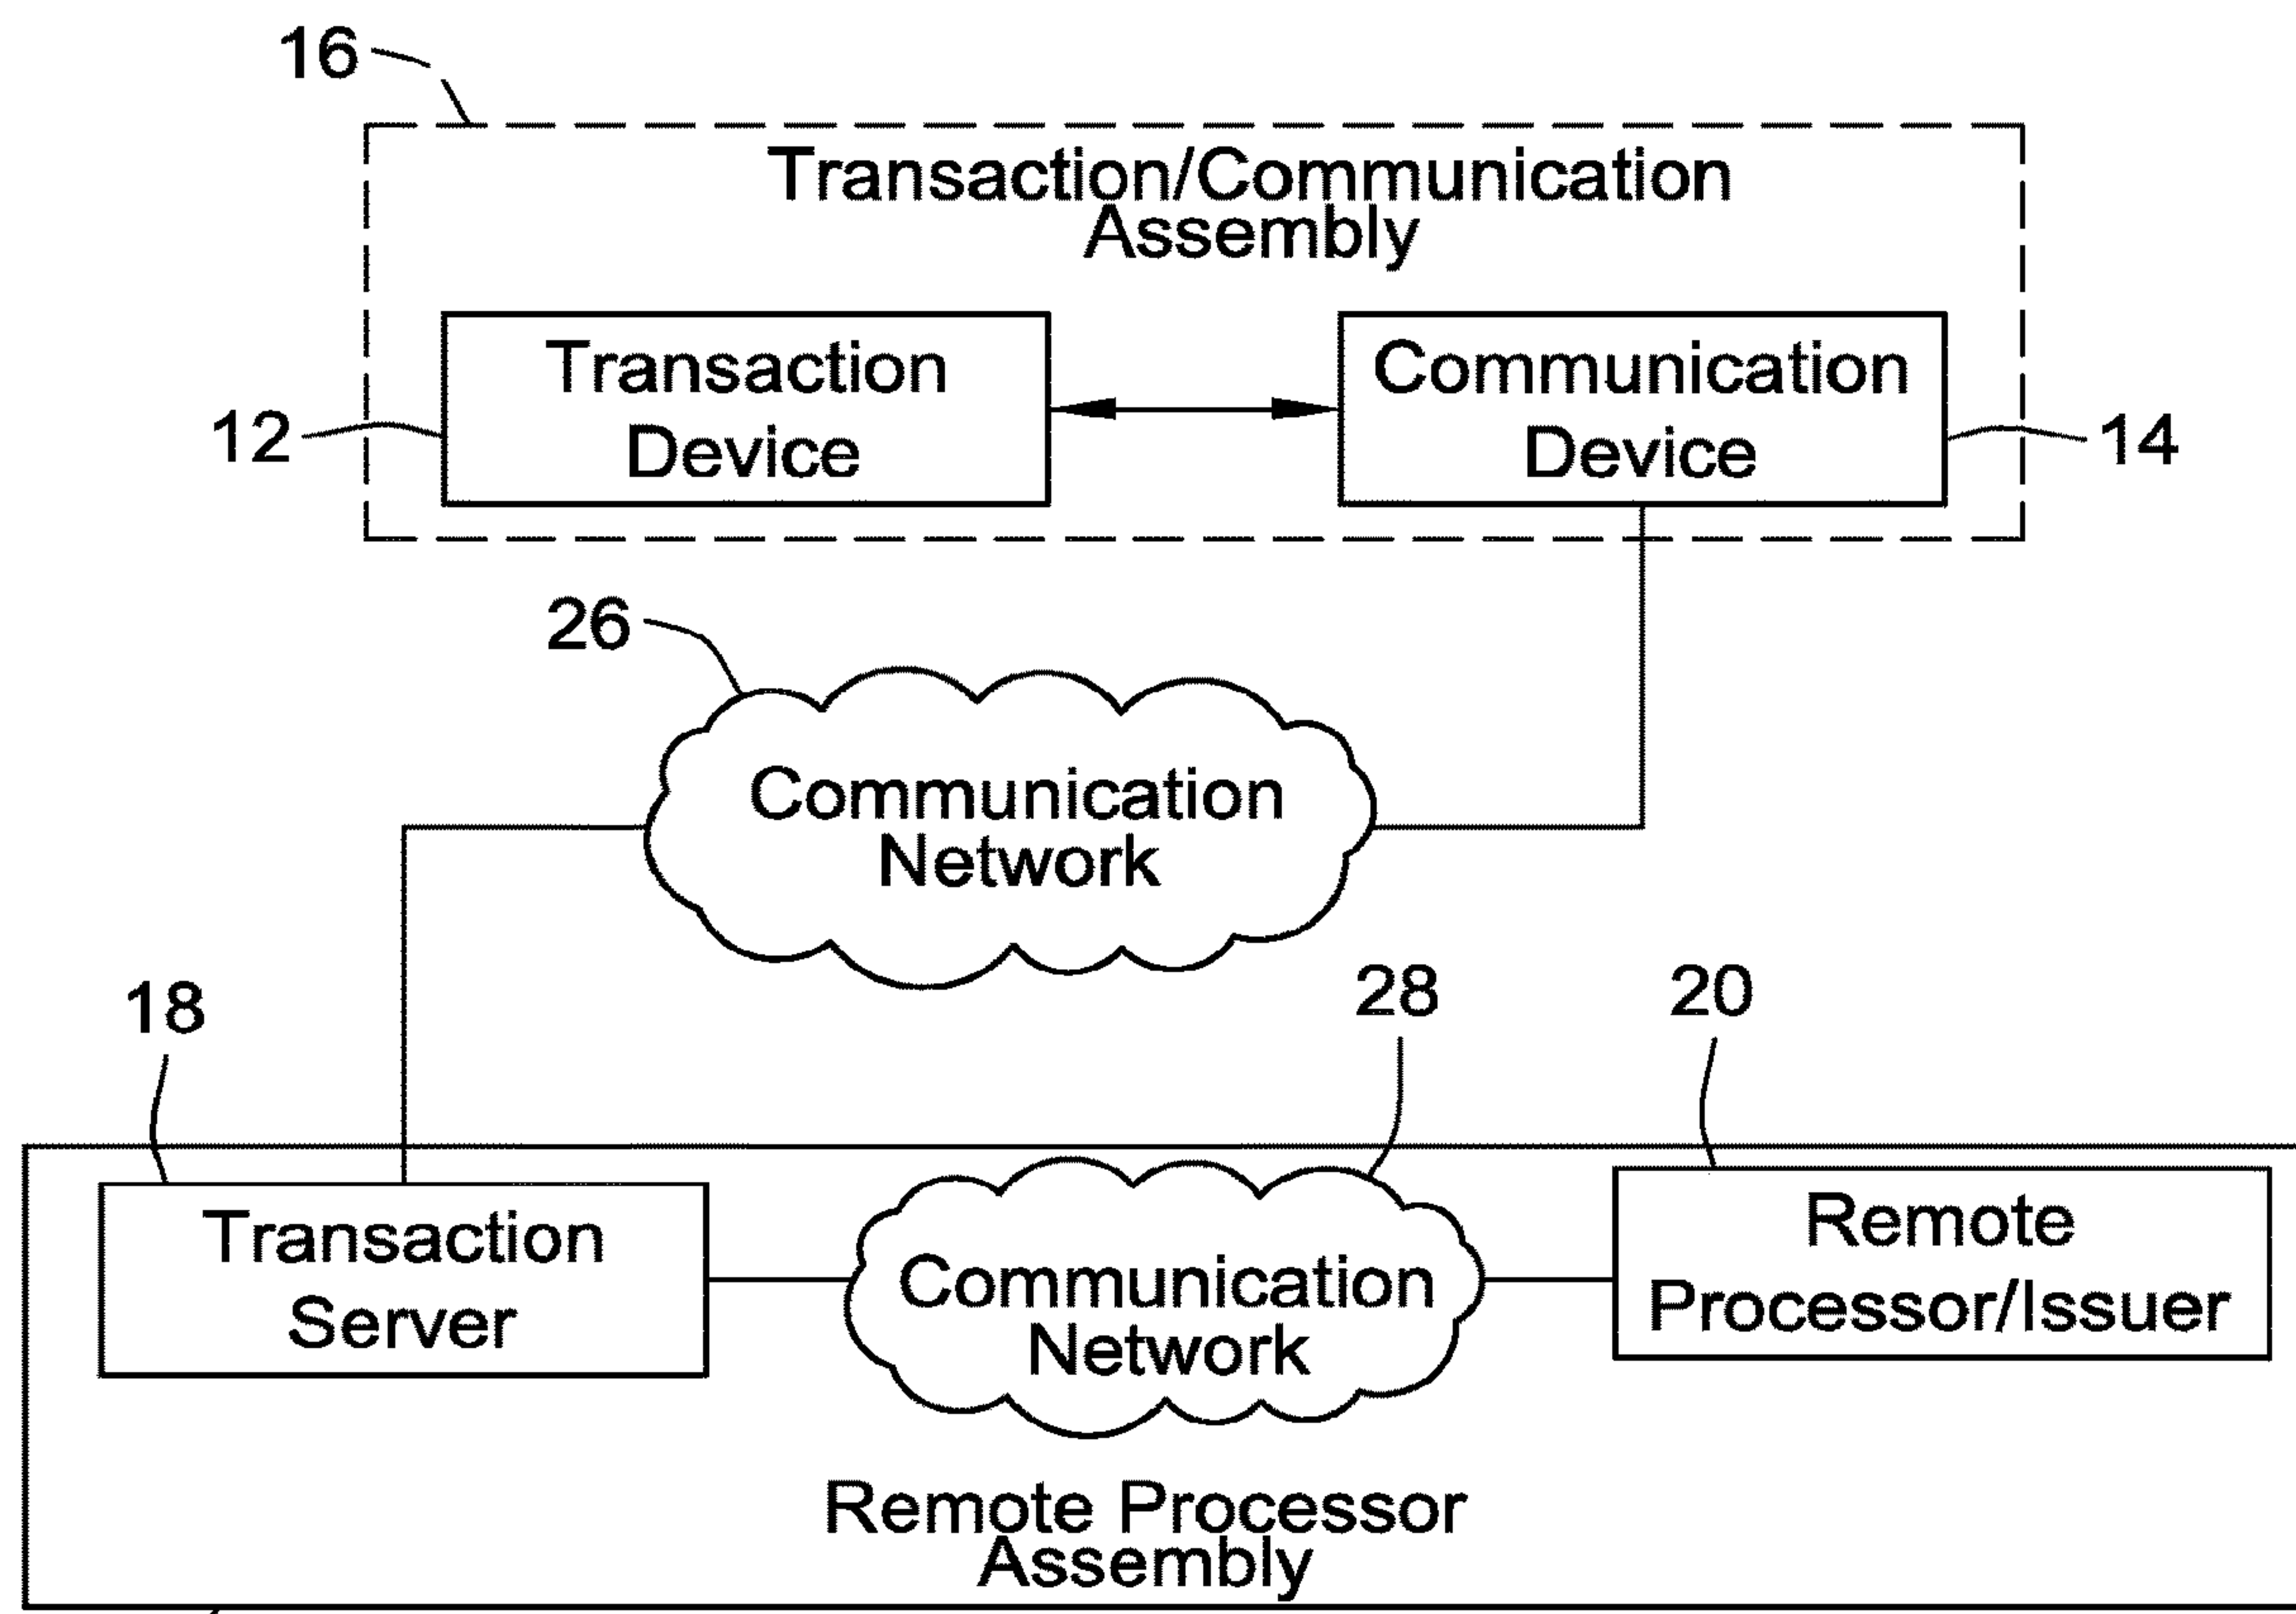 16
Transaction/Communication
Assembly
Transaction
Device
Communication
Device
12
14
26
Communication
Network
18
28
20
Transaction
Server
Communication
Network
Remote
Processor/Issuer
Remote Processor
Assembly